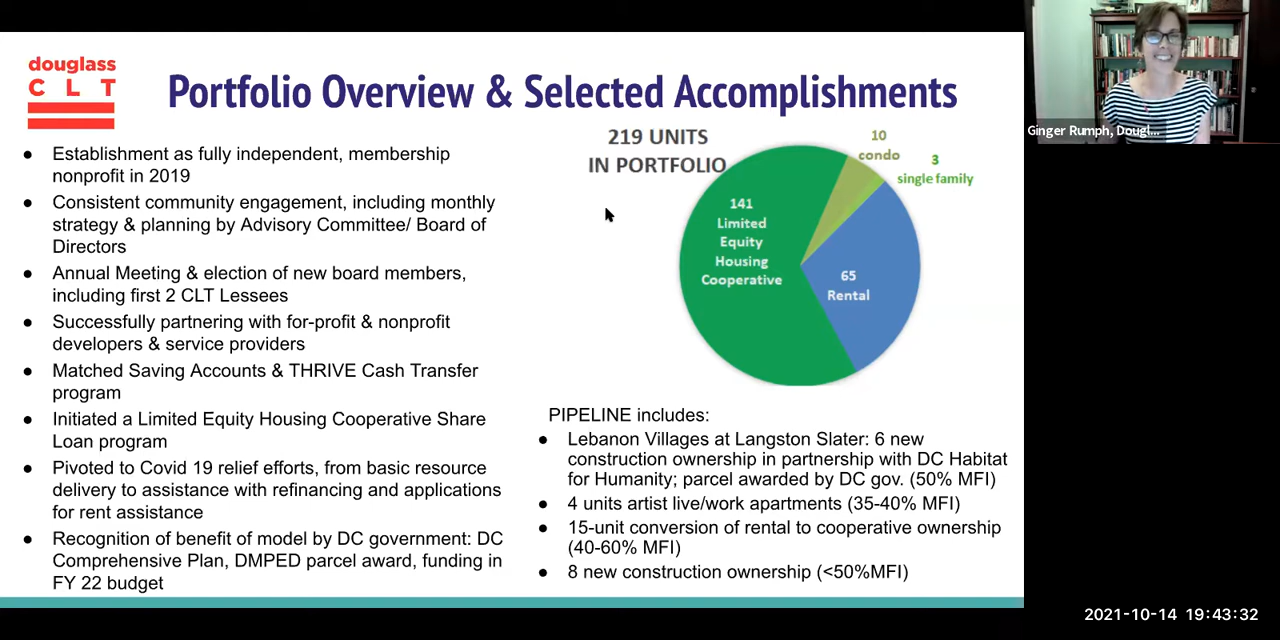 douglass
C L T
Portfolio Overview & Selected Accomplishments
Ginger Rumph, Dougl...
● Establishment as fully independent, membership
nonprofit in 2019
● Consistent community engagement, including monthly
strategy & planning by Advisory Committee/ Board of
Directors
● Annual Meeting & election of new board members,
including first 2 CLT Lessees
● Successfully partnering with for-profit & nonprofit
developers & service providers
● Matched Saving Accounts & THRIVE Cash Transfer
program
● Initiated a Limited Equity Housing Cooperative Share
Loan program
● Pivoted to Covid 19 relief efforts, from basic resource
delivery to assistance with refinancing and applications
for rent assistance
● Recognition of benefit of model by DC government: DC
Comprehensive Plan, DMPED parcel award, funding in
FY 22 budget
219 UNITS
IN PORTFOLIO
10
condo
3
single family
141
Limited
Equity
Housing
Cooperative
65
Rental
PIPELINE includes:
● Lebanon Villages at Langston Slater: 6 new
construction ownership in partnership with DC Habitat
for Humanity; parcel awarded by DC gov. (50% MFI)
● 4 units artist live/work apartments (35-40% MFI)
● 15-unit conversion of rental to cooperative ownership
(40-60% MFI)
● 8 new construction ownership (<50%MFI)
2021-10-14 19:43:32